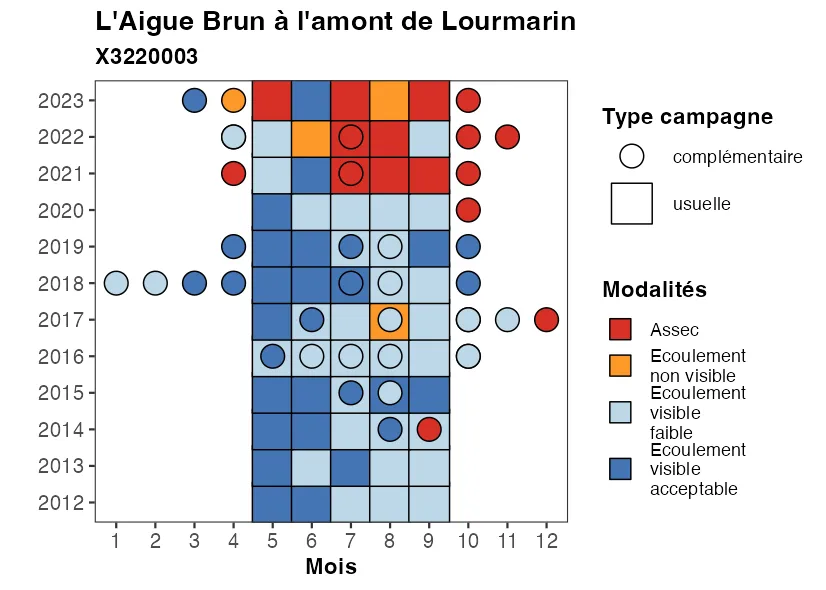 L'Aigue Brun à l'amont de Lourmarin
X3220003
2023
2022
2021
2020
2019
2018
2017
2016
2015
2014
2013
2012
1 2 3 4 5 6 7 8 9 10 11 12
Mois
Type campagne
complémentaire
usuelle
Modalités
Assec
Ecoulement
non visible
Ecoulement
visible
faible
Ecoulement
visible
acceptable